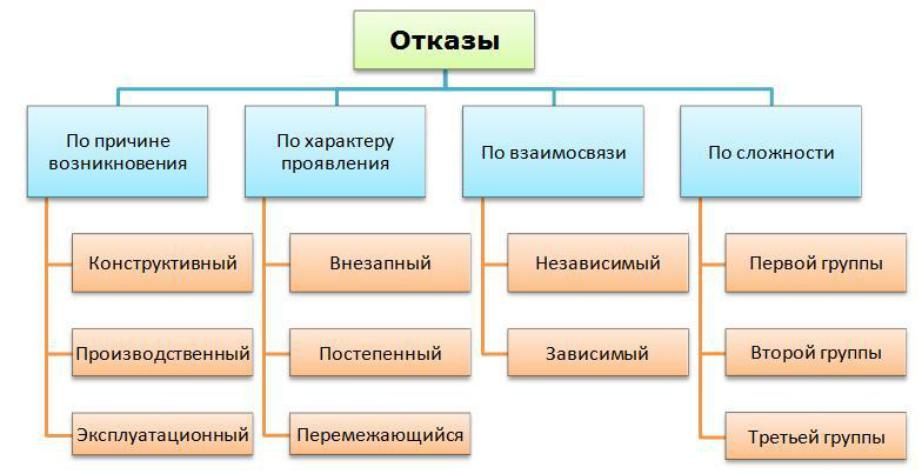 Отказы
По причине
возникновения
По характеру
проявления
По взаимосвязи
По сложности
Конструктивный
Внезапный
Независимый
Первой группы
Производственный
Постепенный
Зависимый
Второй группы
Эксплуатационный
Перемежающийся
Третьей группы